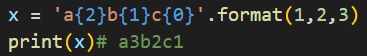 x = 'a{2}b{1}c{0}'.format(1,2,3)
print(x)# a3b2c1